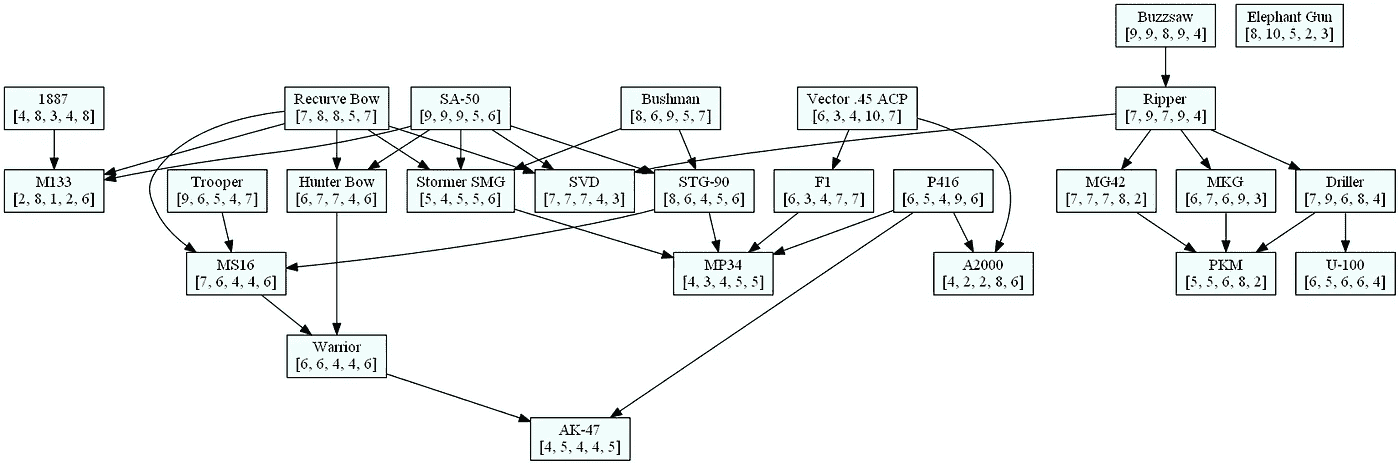 Buzzsaw
[9, 9, 8, 9, 4]
Elephant Gun
[8, 10, 5, 2, 3]
1887
[4, 8, 3, 4, 8]
Recurve Bow
[7, 8, 8, 5, 7]
SA-50
[9, 9, 9, 5, 6]
Bushman
[8, 6, 9, 5, 7]
Vector .45 ACP
[6, 3, 4, 10, 7]
Ripper
[7, 9, 7, 9, 4]
M133
[2, 8, 1, 2, 6]
Trooper
[9, 6, 5, 4, 7]
Hunter Bow
[6, 7, 7, 4, 6]
Stormer SMG
[5, 4, 5, 5, 6]
SVD
[7, 7, 7, 4, 3]
STG-90
[8, 6, 4, 5, 6]
F1
[6, 3, 4, 7, 7]
P416
[6, 5, 4, 9, 6]
MG42
[7, 7, 7, 8, 2]
MKG
[6, 7, 6, 9, 3]
Driller
[7, 9, 6, 8, 4]
MS16
[7, 6, 4, 4, 6]
MP34
[4, 3, 4, 5, 5]
A2000
[4, 2, 2, 8, 6]
PKM
[5, 5, 6, 8, 2]
U-100
[6, 5, 6, 6, 4]
Warrior
[6, 6, 4, 4, 6]
AK-47
[4, 5, 4, 4, 5]